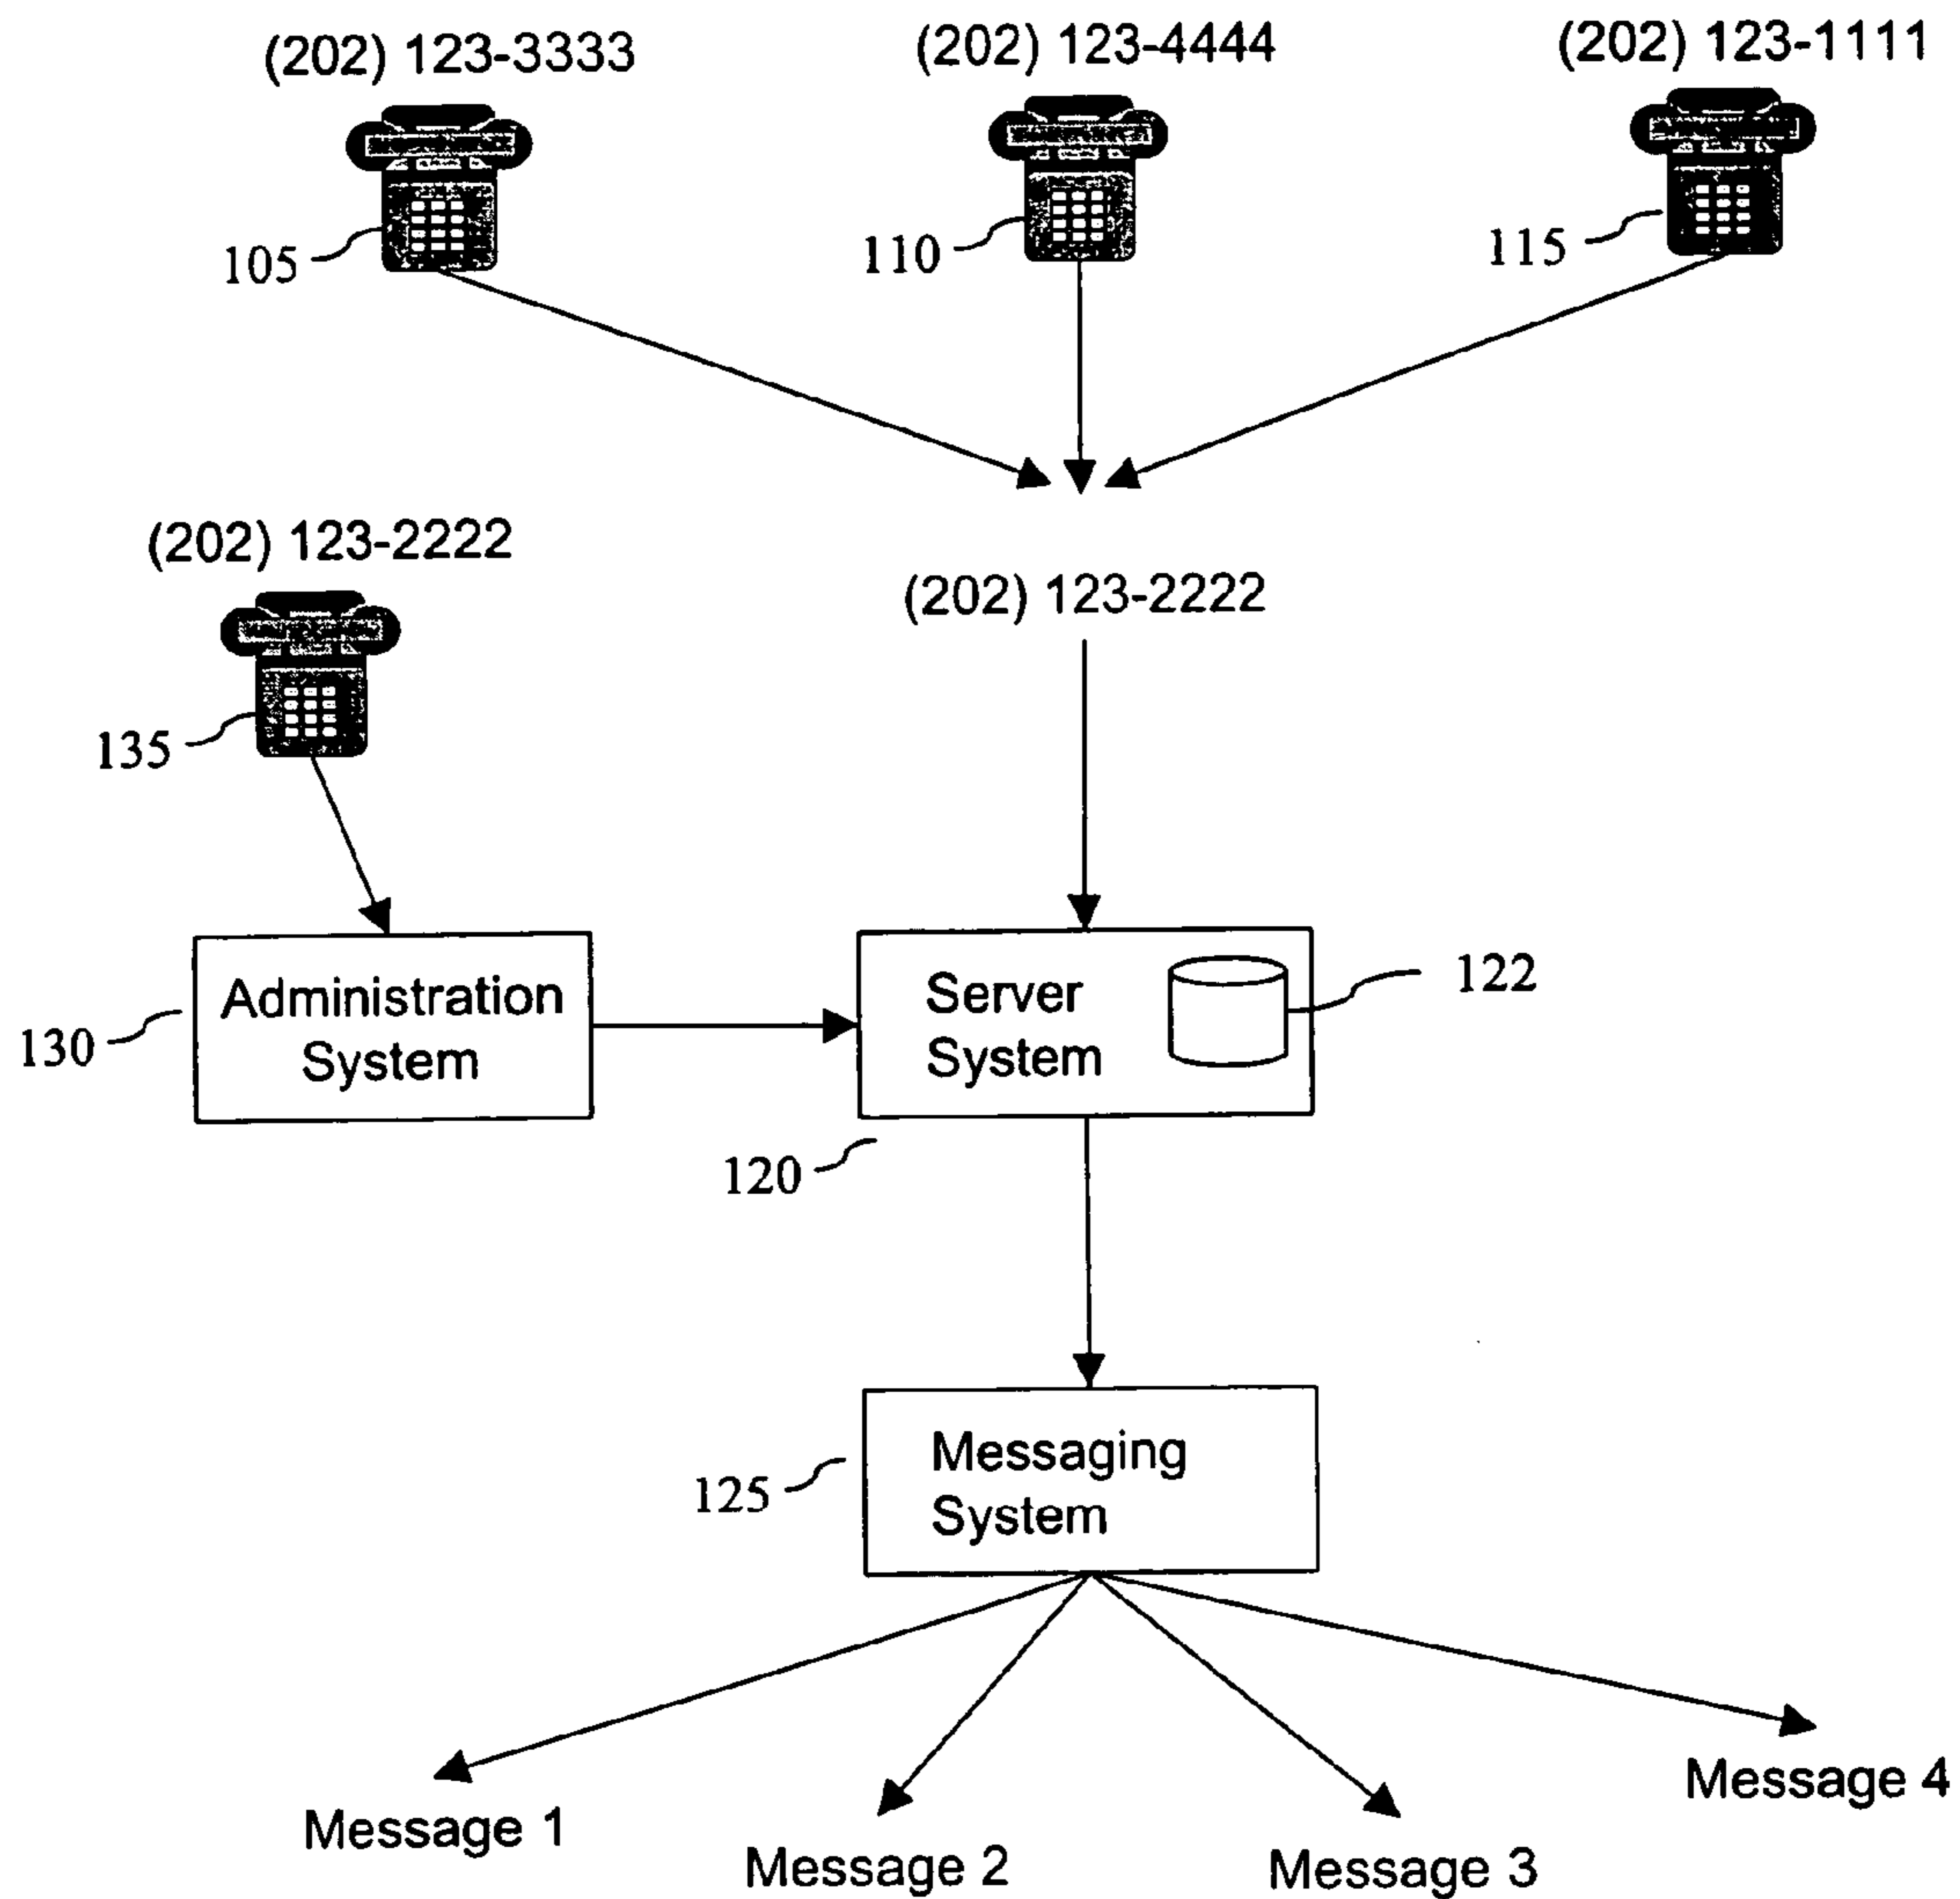 (202) 123-3333
(202) 123-4444
(202) 123-1111
105
110
115
(202) 123-2222
(202) 123-2222
135
Administration
System
Server
System
122
130
120
Messaging
System
125
Message 1
Message 2
Message 3
Message 4